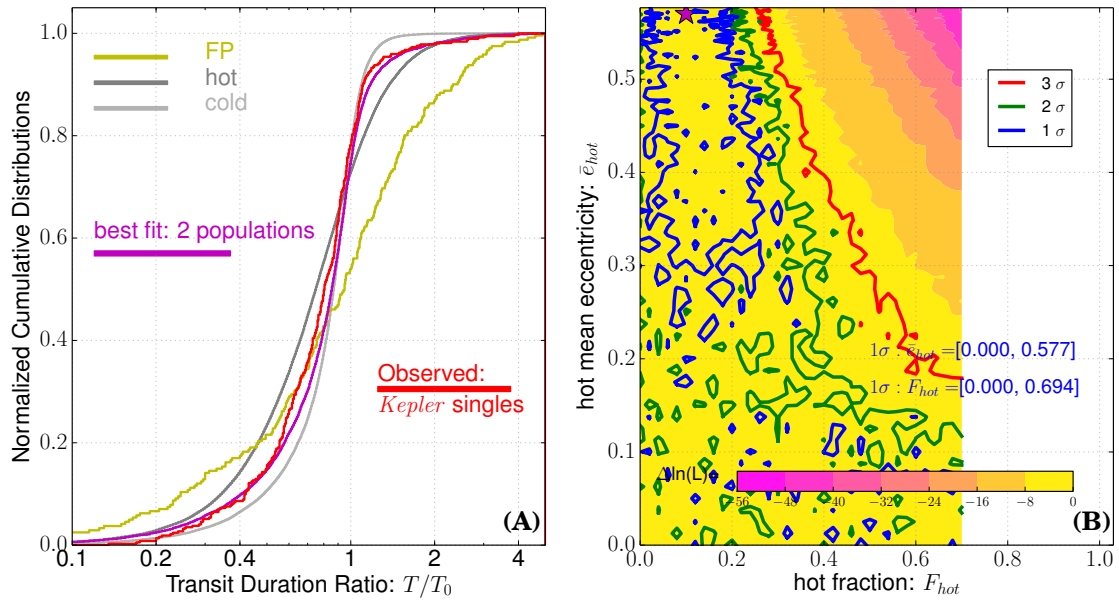 FP
hot
cold
best fit: 2 populations
Observed:
Kepler singles
(A)
Normalized Cumulative Distributions
1.0
0.8
0.6
0.4
0.2
0.0
0.1
0.2
0.4
1
2
4
Transit Duration Ratio: T/T₀
3 σ
2 σ
1 σ
hot mean eccentricity: ē_hot
0.5
0.4
0.3
0.2
0.1
0.0
1σ : ē_hot =[0.000, 0.577]
1σ : F_hot =[0.000, 0.694]
Δln(L)
−56
−48
−40
−32
−24
−16
−8
0
(B)
0.0
0.2
0.4
0.6
0.8
1.0
hot fraction: F_hot